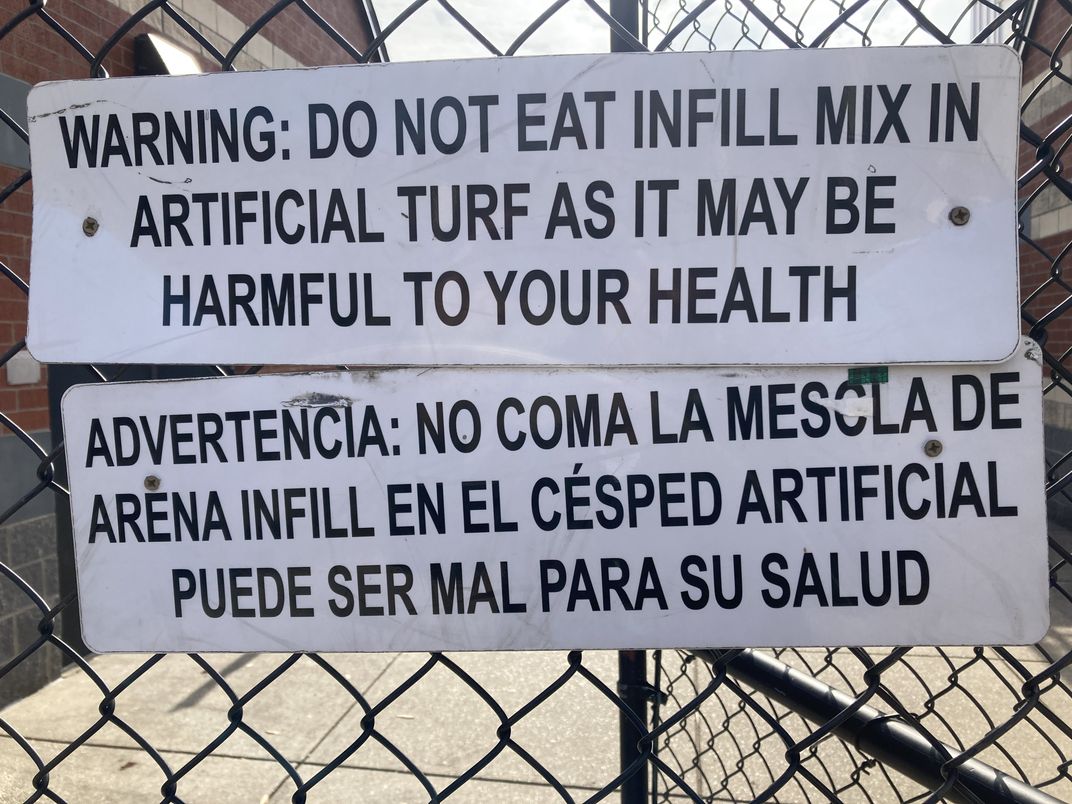 WARNING: DO NOT EAT INFILL MIX IN
ARTIFICIAL TURF AS IT MAY BE
HARMFUL TO YOUR HEALTH
ADVERTENCIA: NO COMA LA MESCLA DE
ARENA INFILL EN EL CÉSPED ARTIFICIAL
PUEDE SER MAL PARA SU SALUD